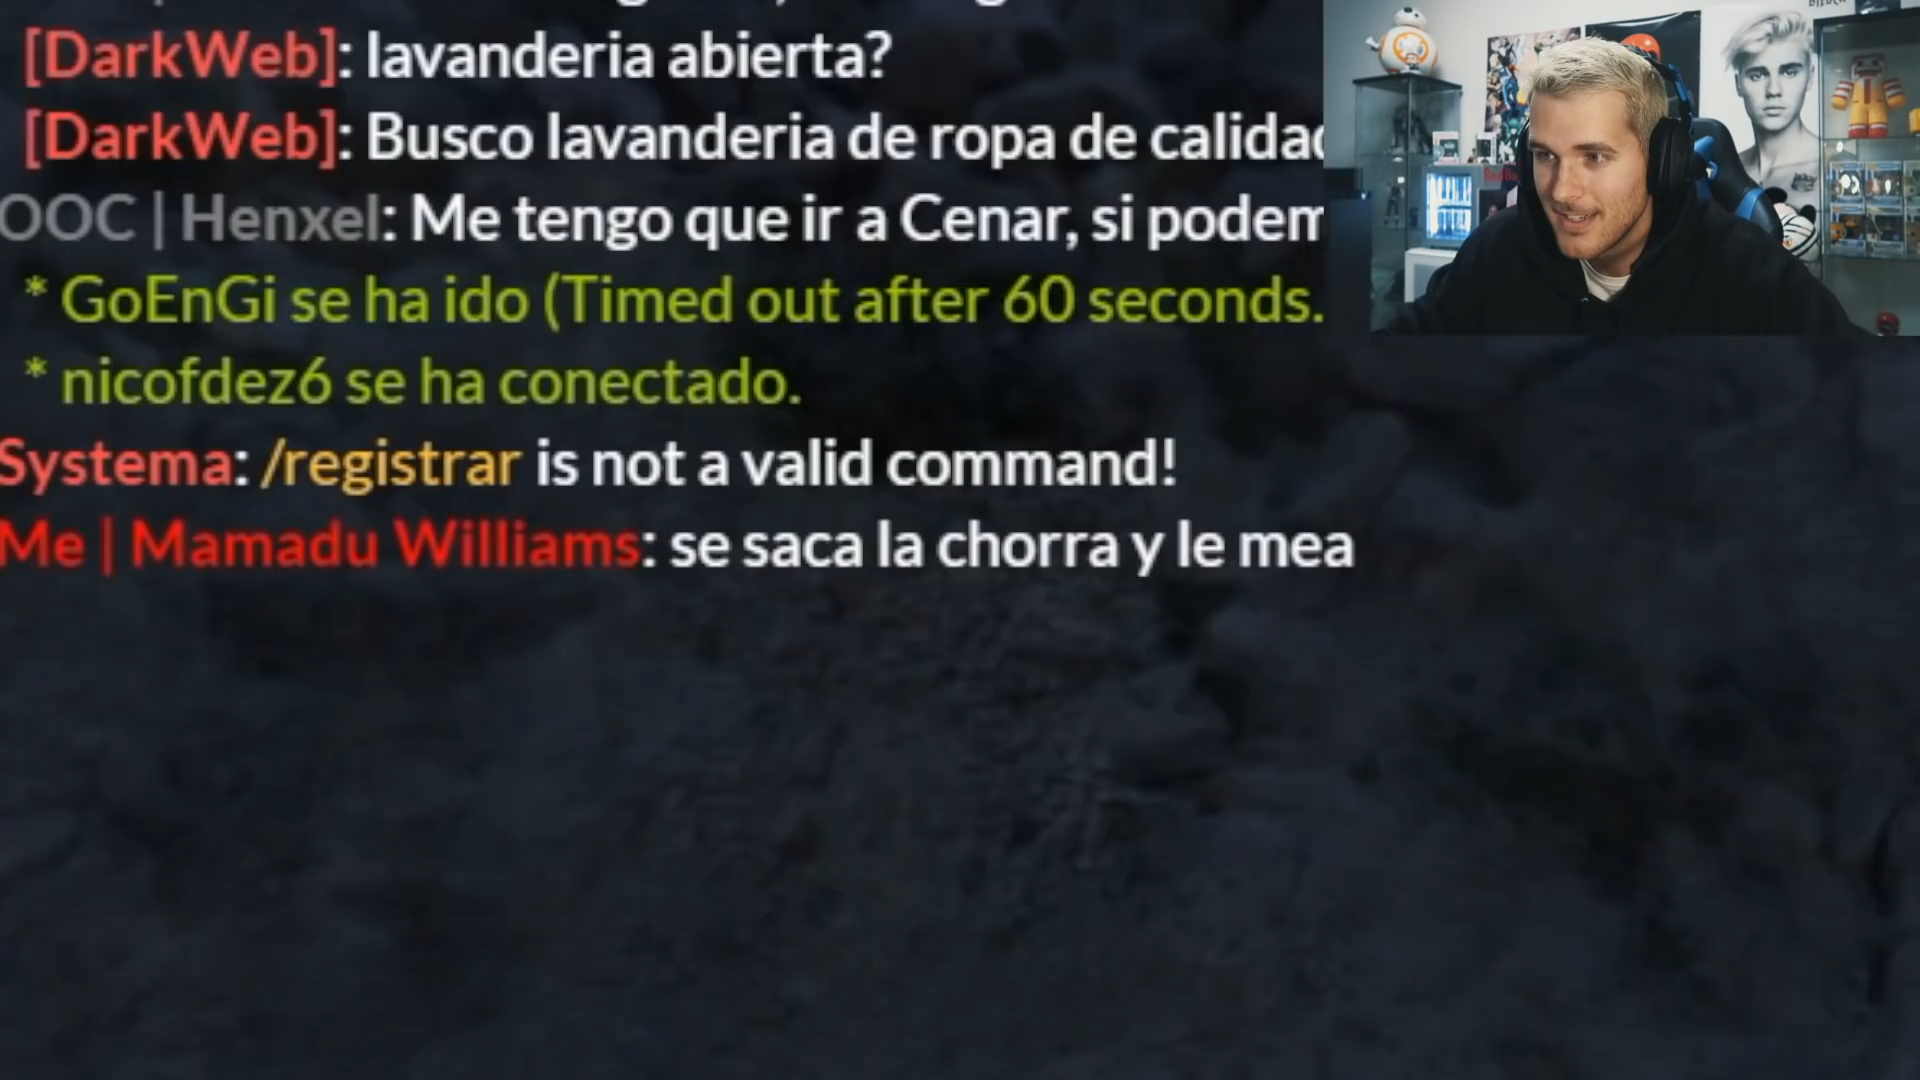 [DarkWeb]: lavanderia abierta?
[DarkWeb]: Busco lavanderia de ropa de calidad
OOC | Henxel: Me tengo que ir a Cenar, si podem
* GoEnGi se ha ido (Timed out after 60 seconds.
* nicofdez6 se ha conectado.
Systema: /registrar is not a valid command!
Me | Mamadu Williams: se saca la chorra y le mea